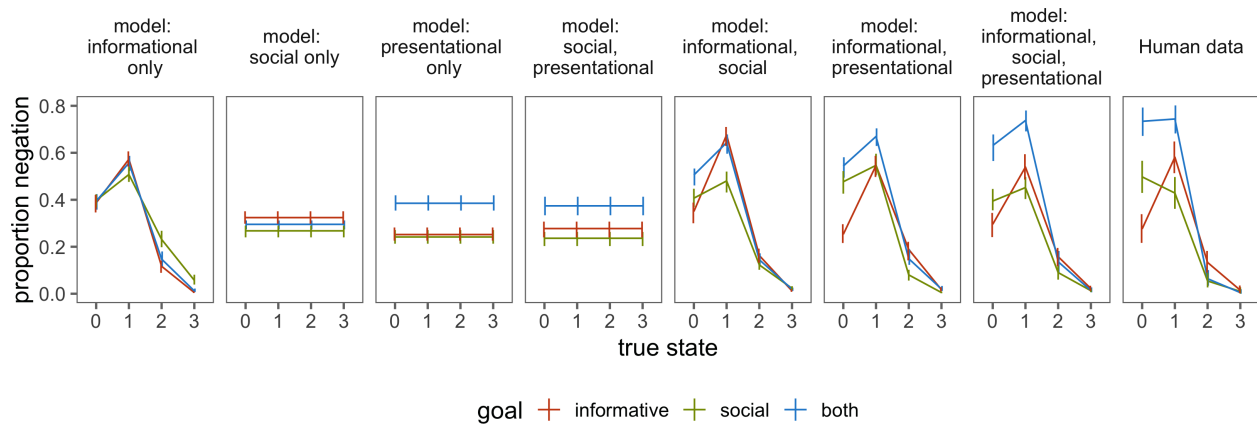 model:
informational
only
model:
social only
model:
presentational
only
model:
social,
presentational
model:
informational,
social
model:
informational,
presentational
model:
informational,
social,
presentational
Human data
proportion negation
0.8
0.6
0.4
0.2
0.0
0 1 2 3
0 1 2 3
0 1 2 3
0 1 2 3
0 1 2 3
0 1 2 3
0 1 2 3
0 1 2 3
true state
goal informative social both